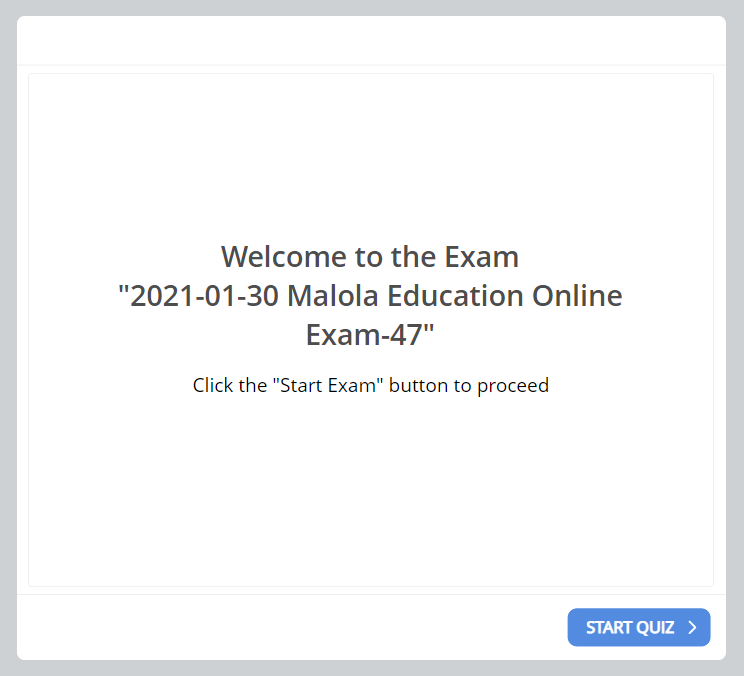 Welcome to the Exam
"2021-01-30 Malola Education Online
Exam-47"
Click the "Start Exam" button to proceed
START QUIZ